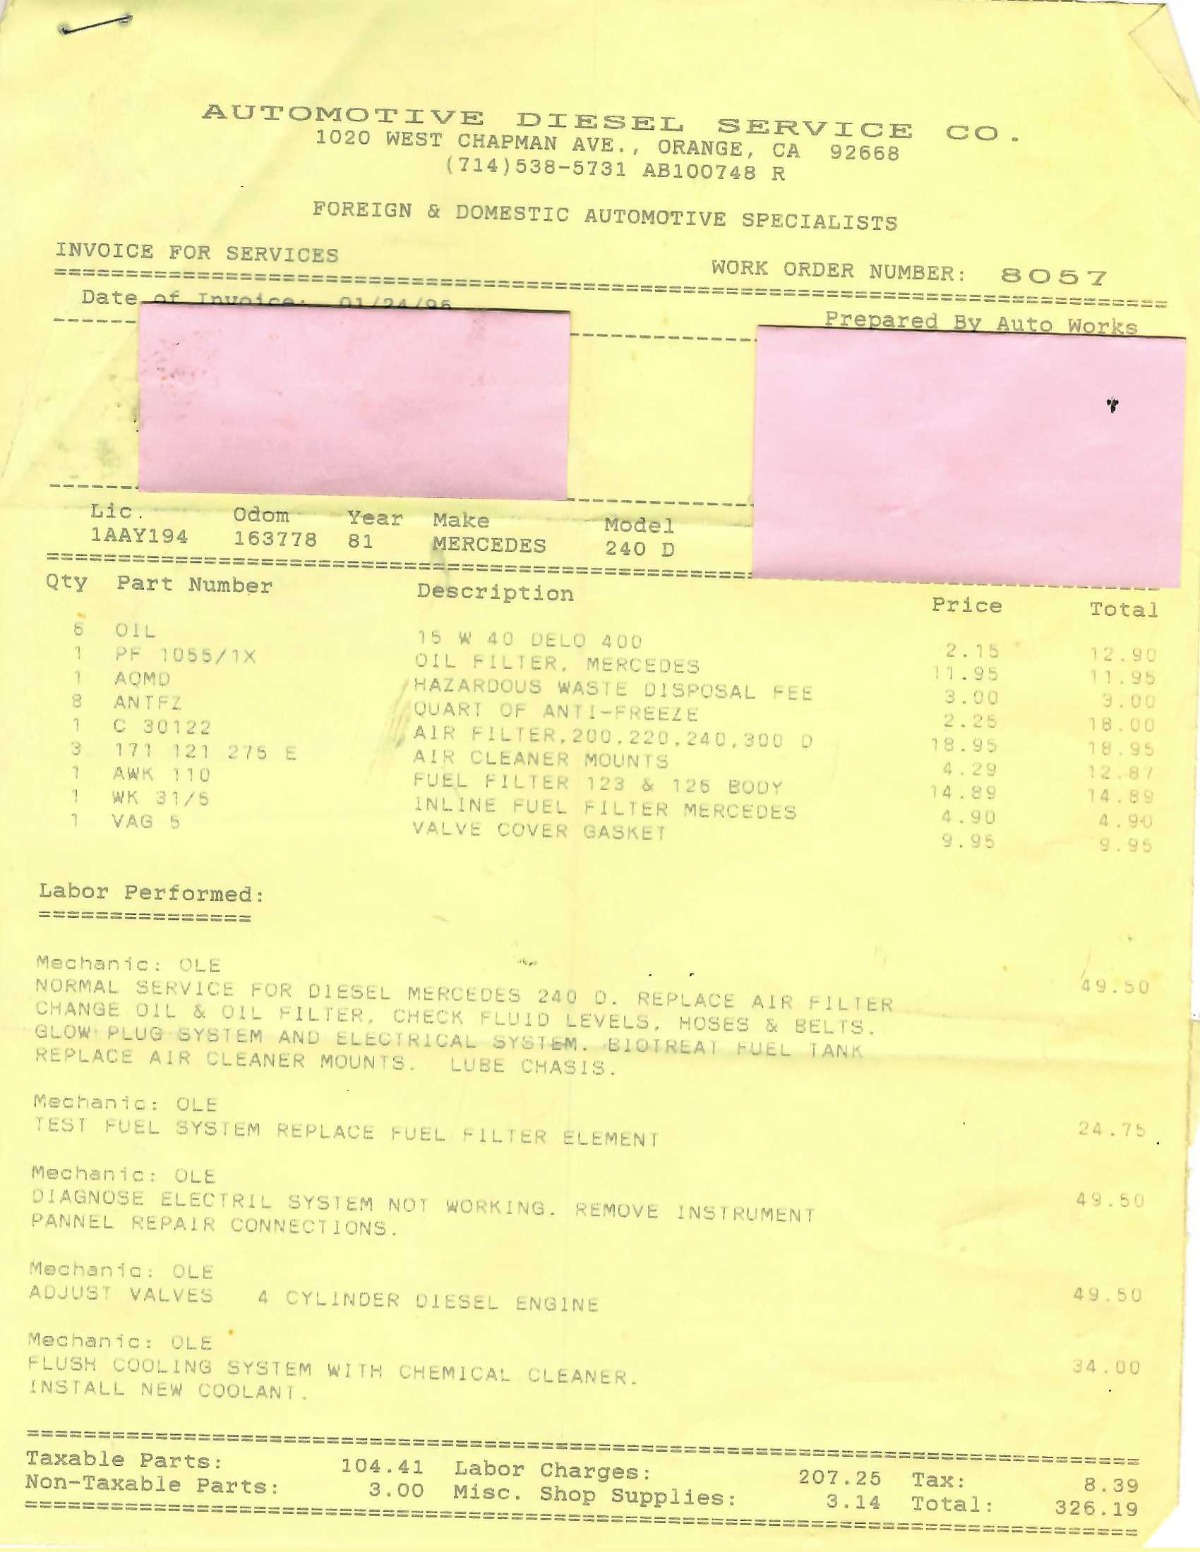 AUTOMOTIVE DIESEL SERVICE CO.
1020 WEST CHAPMAN AVE., ORANGE, CA 92668
(714)538-5731 AB100748 R
FOREIGN & DOMESTIC AUTOMOTIVE SPECIALISTS
INVOICE FOR SERVICES WORK ORDER NUMBER: 8057
Date of Invoice: 01/24/95
Prepared By Auto Works
Lic. Odom Year Make Model
1AAY194 163778 81 MERCEDES 240 D
Qty Part Number Description Price Total
6 OIL 15 W 40 DELO 400 2.15 12.90
1 PF 1055/1X OIL FILTER, MERCEDES 11.95 11.95
1 AQMD HAZARDOUS WASTE DISPOSAL FEE 3.00 3.00
8 ANTFZ QUART OF ANTI-FREEZE 2.25 18.00
1 C 30122 AIR FILTER,200,220,240,300 D 18.95 18.95
3 171 121 275 E AIR CLEANER MOUNTS 4.29 12.87
1 AWK 110 FUEL FILTER 123 & 126 BODY 14.89 14.89
1 WK 31/5 INLINE FUEL FILTER MERCEDES 4.90 4.90
1 VAG 5 VALVE COVER GASKET 9.95 9.95
Labor Performed:
Mechanic: OLE 49.50
NORMAL SERVICE FOR DIESEL MERCEDES 240 D. REPLACE AIR FILTER
CHANGE OIL & OIL FILTER, CHECK FLUID LEVELS, HOSES & BELTS.
GLOW PLUG SYSTEM AND ELECTRICAL SYSTEM. BIOTREAT FUEL TANK
REPLACE AIR CLEANER MOUNTS. LUBE CHASIS.
Mechanic: OLE
TEST FUEL SYSTEM REPLACE FUEL FILTER ELEMENT 24.75
Mechanic: OLE
DIAGNOSE ELECTRIL SYSTEM NOT WORKING. REMOVE INSTRUMENT 49.50
PANNEL REPAIR CONNECTIONS.
Mechanic: OLE
ADJUST VALVES 4 CYLINDER DIESEL ENGINE 49.50
Mechanic: OLE
FLUSH COOLING SYSTEM WITH CHEMICAL CLEANER. 34.00
INSTALL NEW COOLANT.
Taxable Parts: 104.41 Labor Charges: 207.25 Tax: 8.39
Non-Taxable Parts: 3.00 Misc. Shop Supplies: 3.14 Total: 326.19